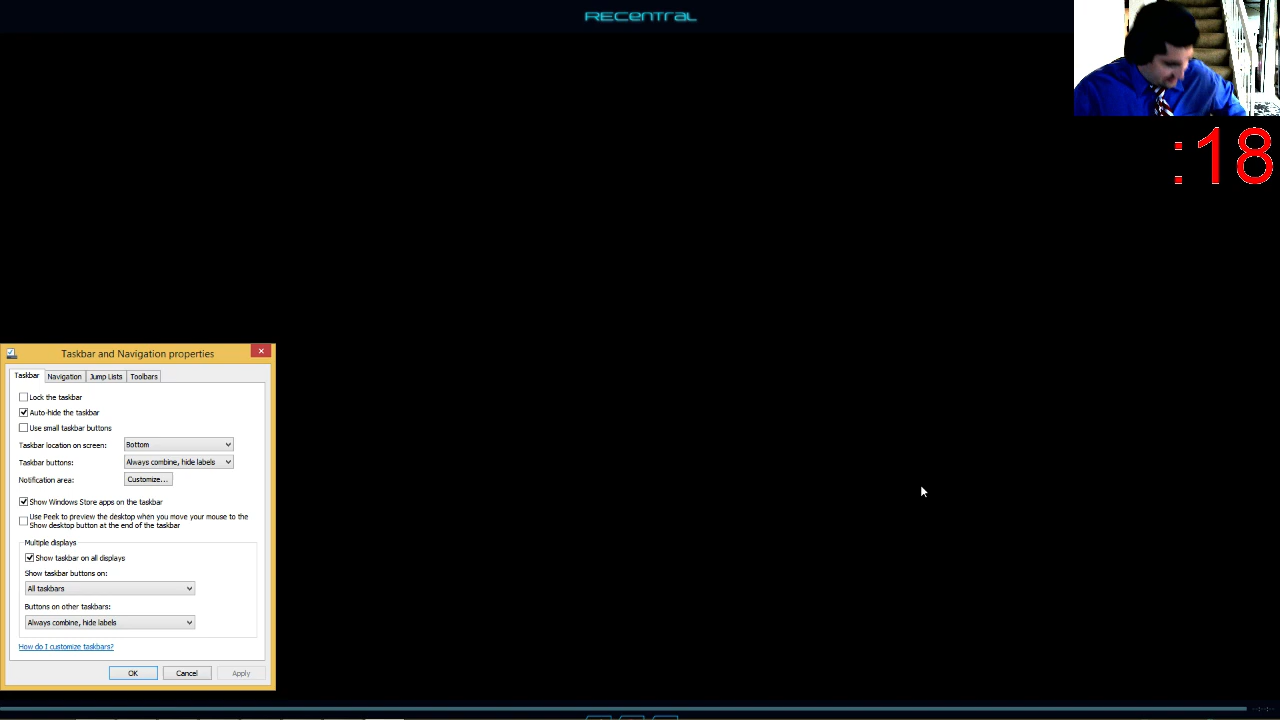 RECentral
:18
Taskbar and Navigation properties
Taskbar
Navigation
Jump Lists
Toolbars
Lock the taskbar
Auto-hide the taskbar
Use small taskbar buttons
Taskbar location on screen:
Bottom
Taskbar buttons:
Always combine, hide labels
Notification area:
Customize...
Show Windows Store apps on the taskbar
Use Peek to preview the desktop when you move your mouse to the
Show desktop button at the end of the taskbar
Multiple displays
Show taskbar on all displays
Show taskbar buttons on:
All taskbars
Buttons on other taskbars:
Always combine, hide labels
How do I customize taskbars?
OK
Cancel
Apply